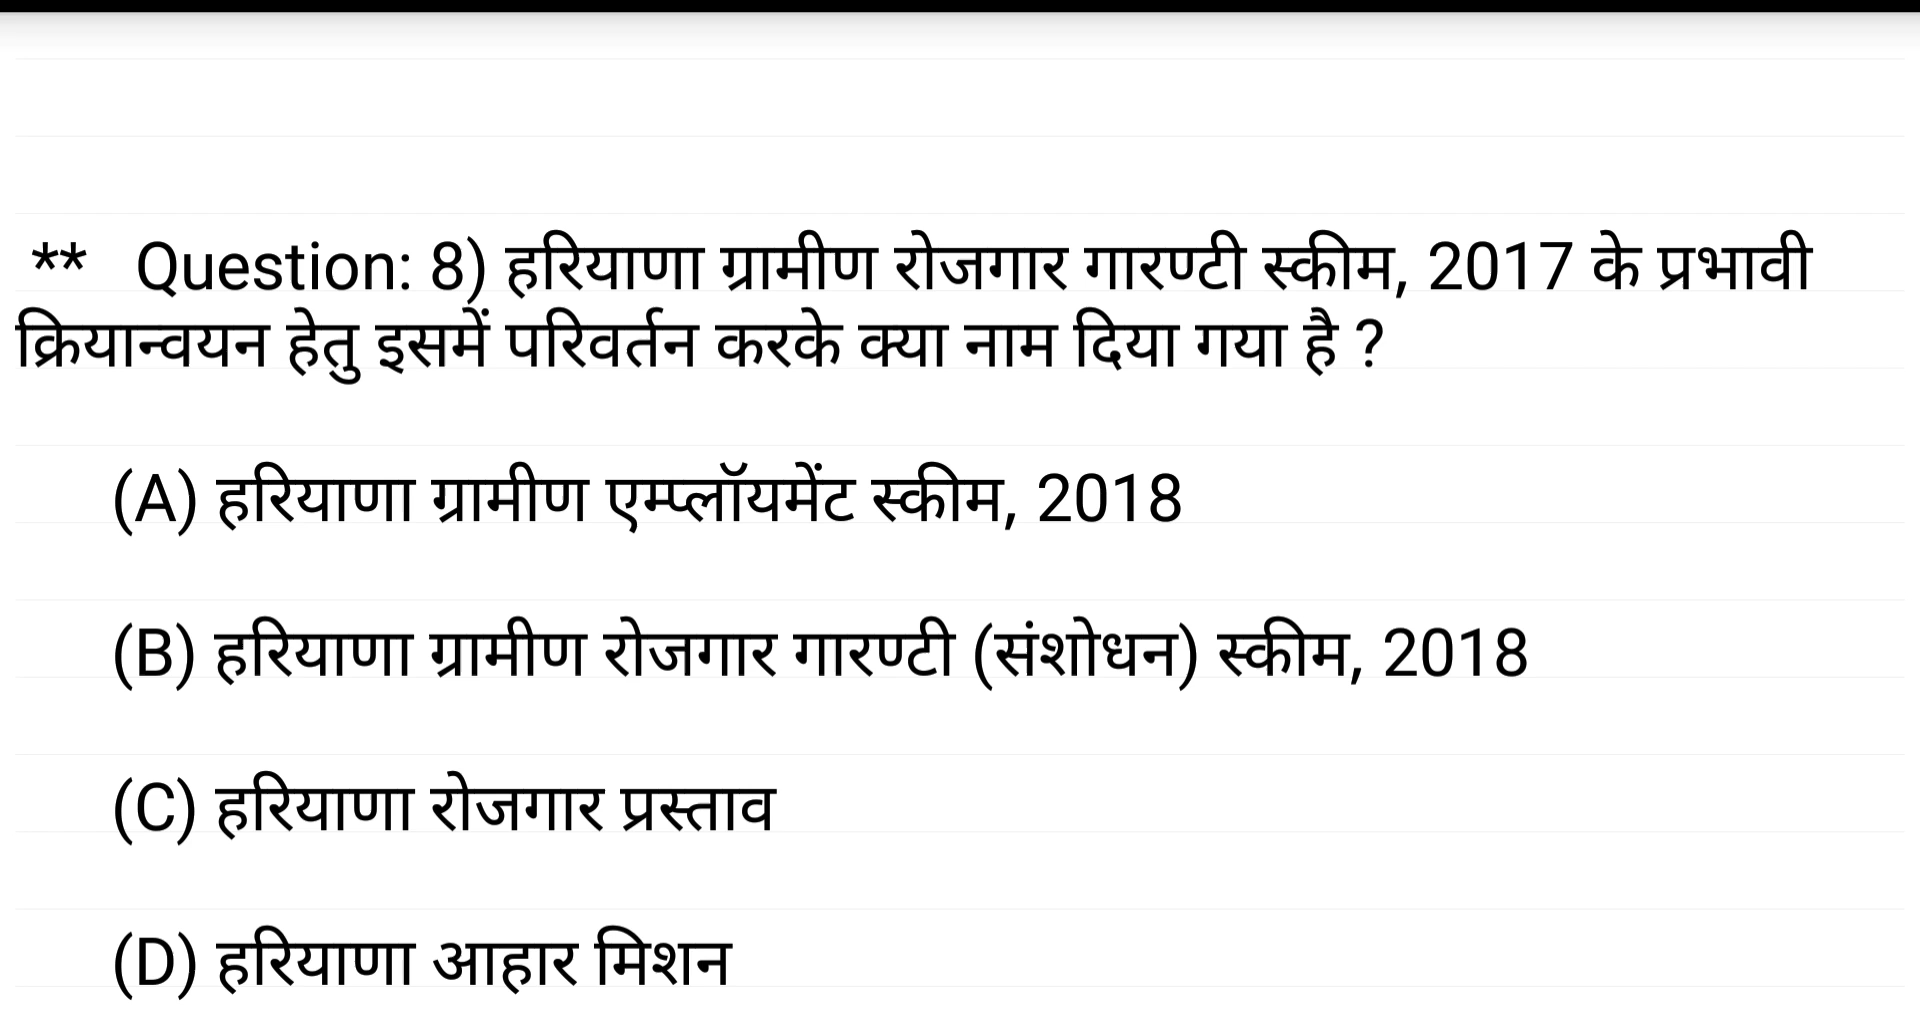 ** Question: 8) हरियाणा ग्रामीण रोजगार गारण्टी स्कीम, 2017 के प्रभावी
क्रियान्वयन हेतु इसमें परिवर्तन करके क्या नाम दिया गया है ?
(A) हरियाणा ग्रामीण एम्प्लॉयमेंट स्कीम, 2018
(B) हरियाणा ग्रामीण रोजगार गारण्टी (संशोधन) स्कीम, 2018
(C) हरियाणा रोजगार प्रस्ताव
(D) हरियाणा आहार मिशन